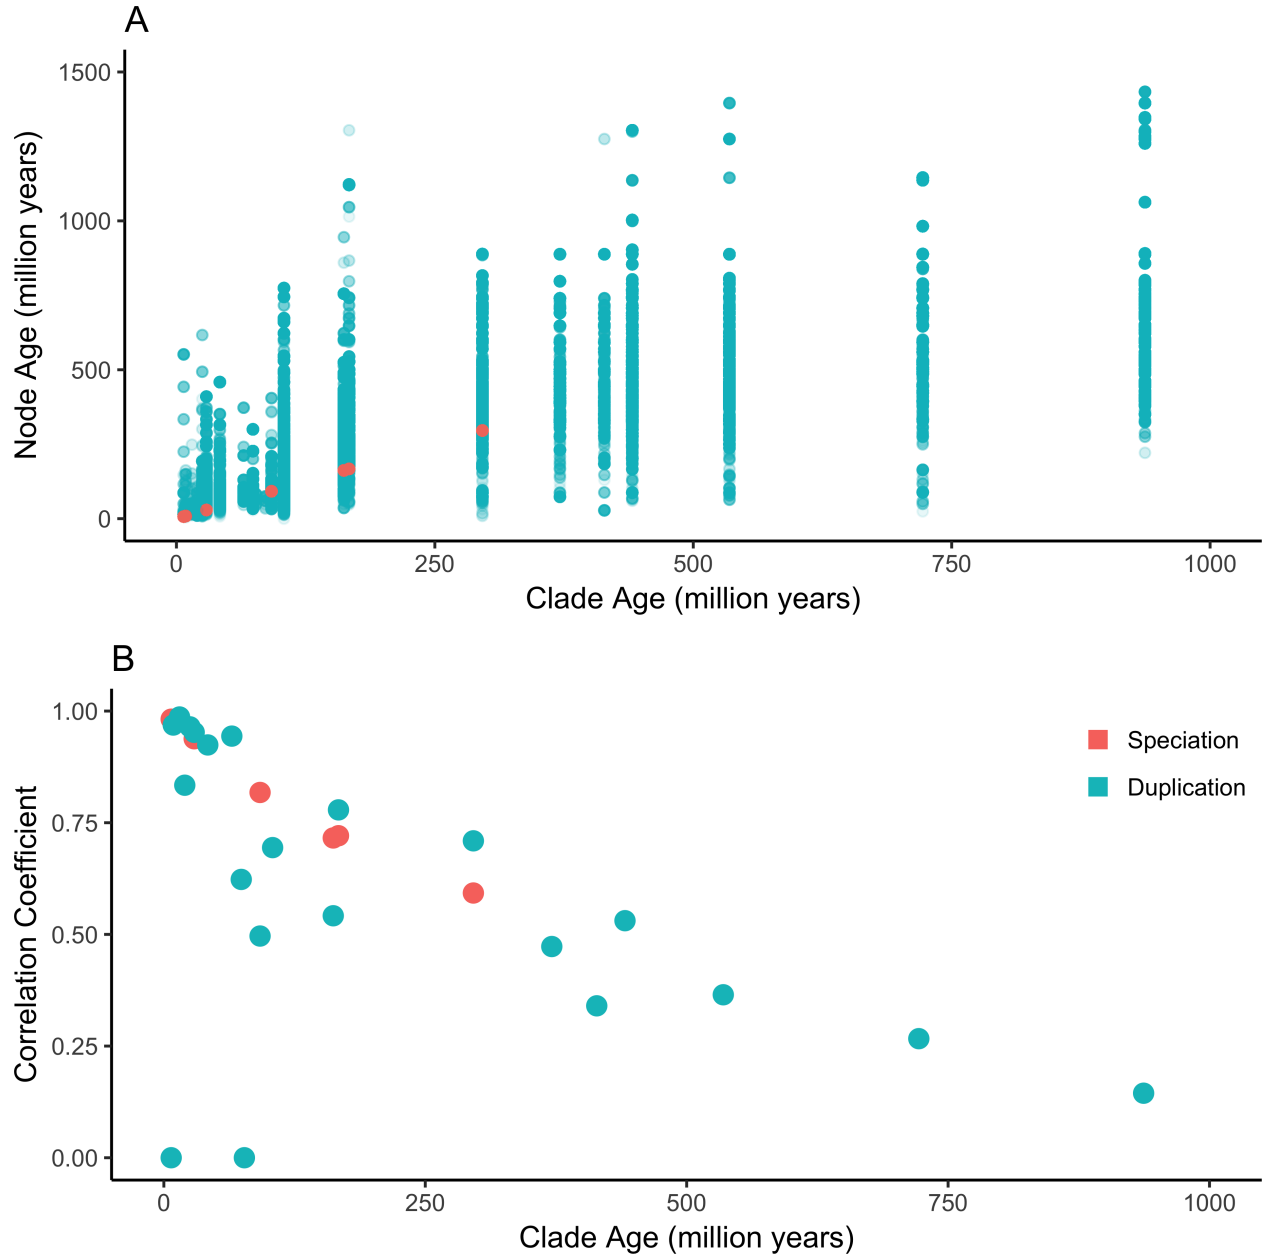 A
Node Age (million years)
1500
1000
500
0
0 250 500 750 1000
Clade Age (million years)
B
Correlation Coefficient
1.00
0.75
0.50
0.25
0.00
Speciation
Duplication
0 250 500 750 1000
Clade Age (million years)